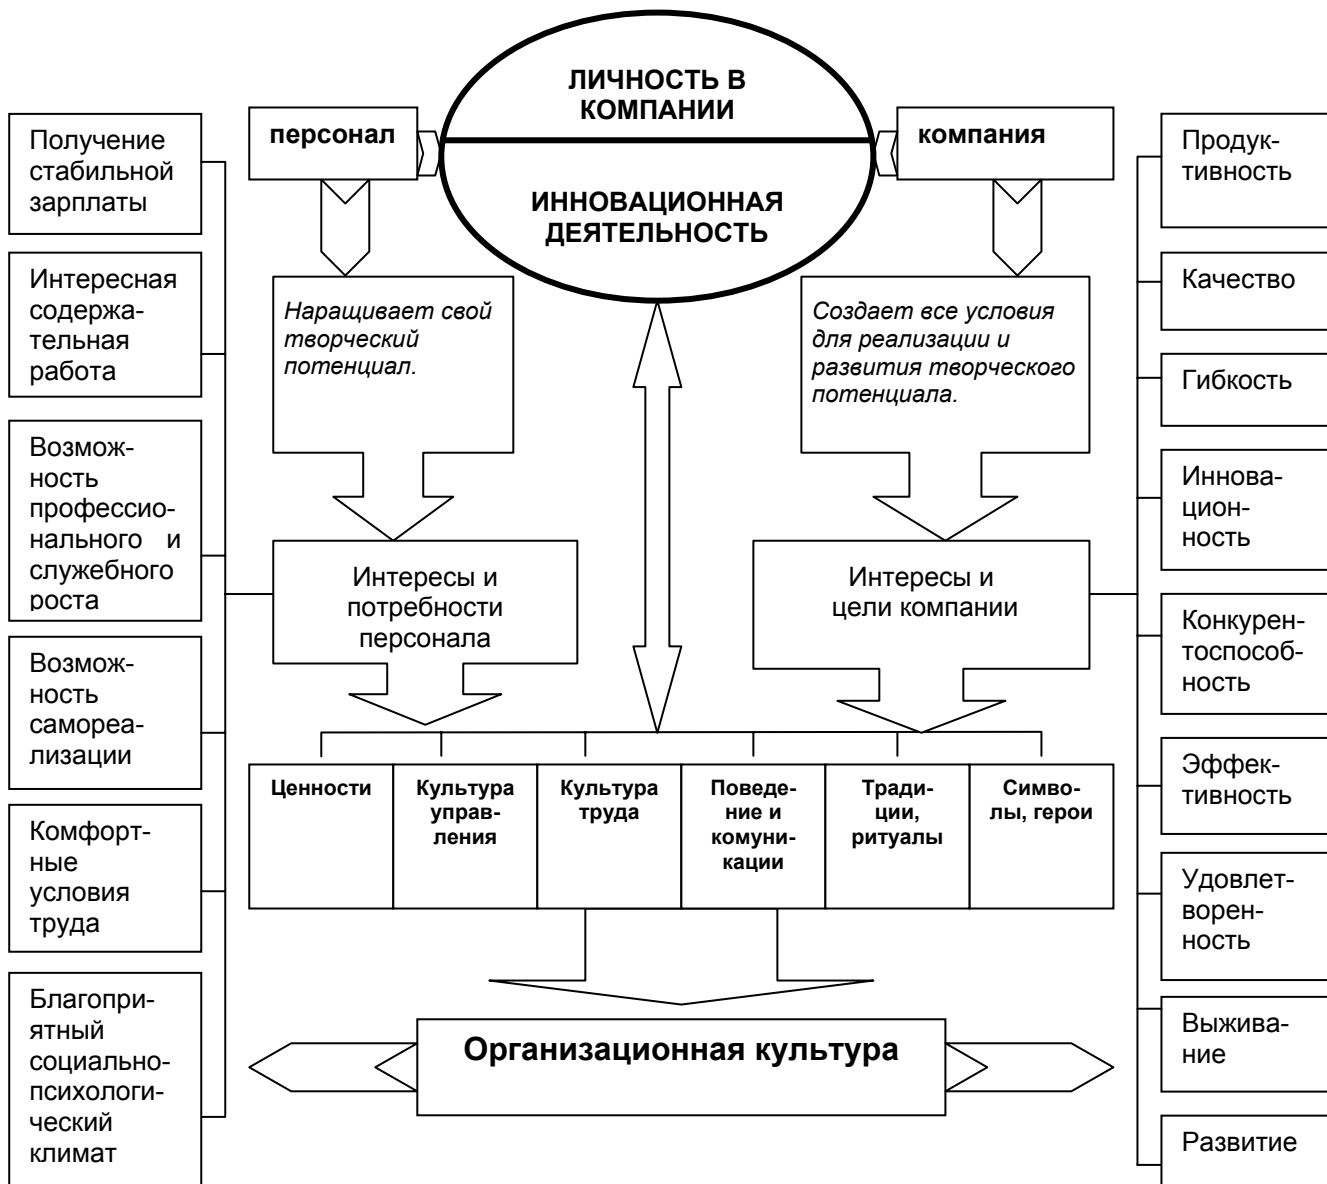 ЛИЧНОСТЬ В
КОМПАНИИ
ИННОВАЦИОННАЯ
ДЕЯТЕЛЬНОСТЬ
персонал
компания
Получение
стабильной
зарплаты
Интересная
содержа-
тельная
работа
Возмож-
ность
профессио-
нального и
служебного
роста
Возмож-
ность
самореа-
лизации
Комфорт-
ные
условия
труда
Благопри-
ятный
социально-
психологи-
ческий
климат
Наращивает свой
творческий
потенциал.
Создает все условия
для реализации и
развития творческого
потенциала.
Интересы и
потребности
персонала
Интересы и
цели компании
Ценности
Культура
управ-
ления
Культура
труда
Поведе-
ние и
комуни-
кации
Тради-
ции,
ритуалы
Симво-
лы, герои
Организационная культура
Продук-
тивность
Качество
Гибкость
Иннова-
цион-
ность
Конкурен-
тоспособ-
ность
Эффек-
тивность
Удовлет-
ворен-
ность
Выжива-
ние
Развитие